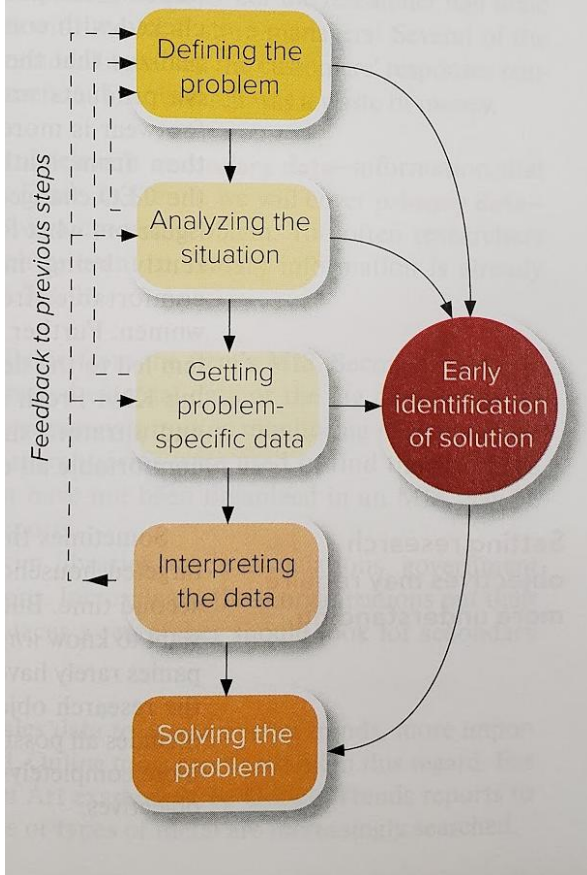 Defining the
problem
Analyzing the
situation
Getting
problem-
specific data
Interpreting
the data
Solving the
problem
Early
identification
of solution
Feedback to previous steps